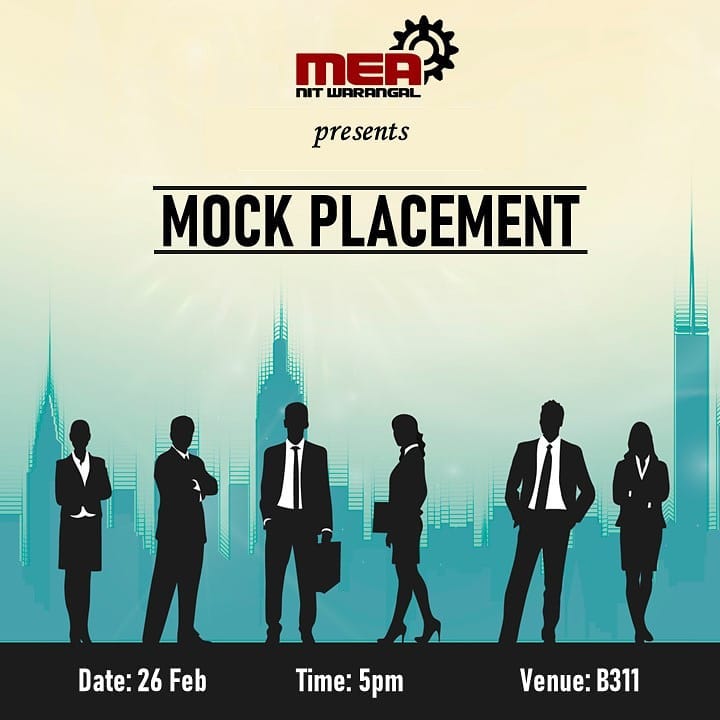 MEA
NIT WARANGAL
presents
MOCK PLACEMENT
Date: 26 Feb Time: 5pm Venue: B311